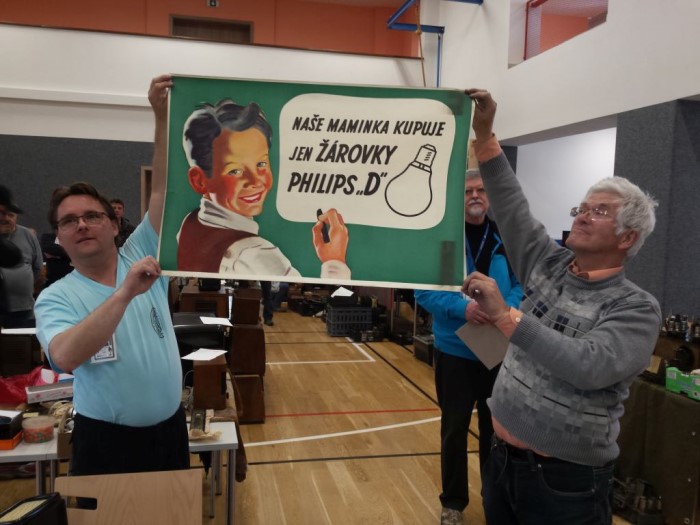 NAŠE MAMINKA KUPUJE
JEN ŽÁROVKY
PHILIPS „D"